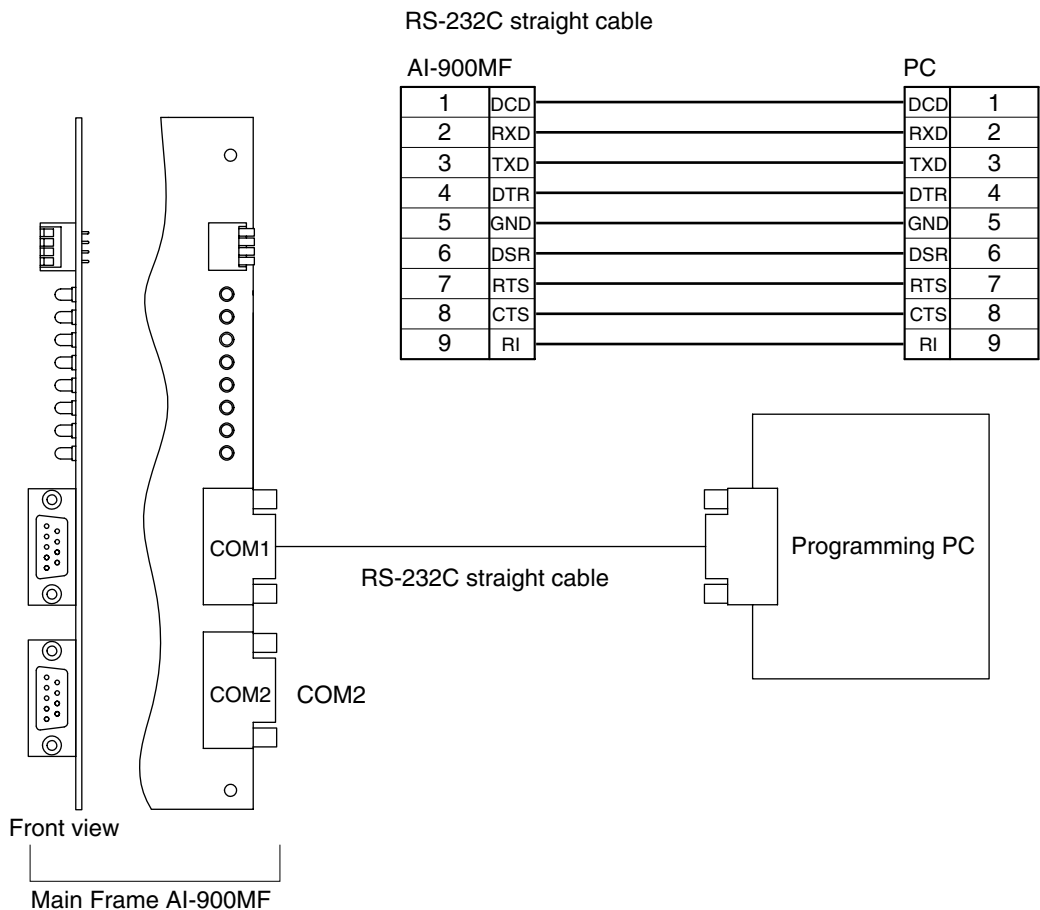 RS-232C straight cable
AI-900MF PC
1 DCD DCD 1
2 RXD RXD 2
3 TXD TXD 3
4 DTR DTR 4
5 GND GND 5
6 DSR DSR 6
7 RTS RTS 7
8 CTS CTS 8
9 RI RI 9
COM1
RS-232C straight cable
Programming PC
COM2 COM2
Front view
Main Frame AI-900MF